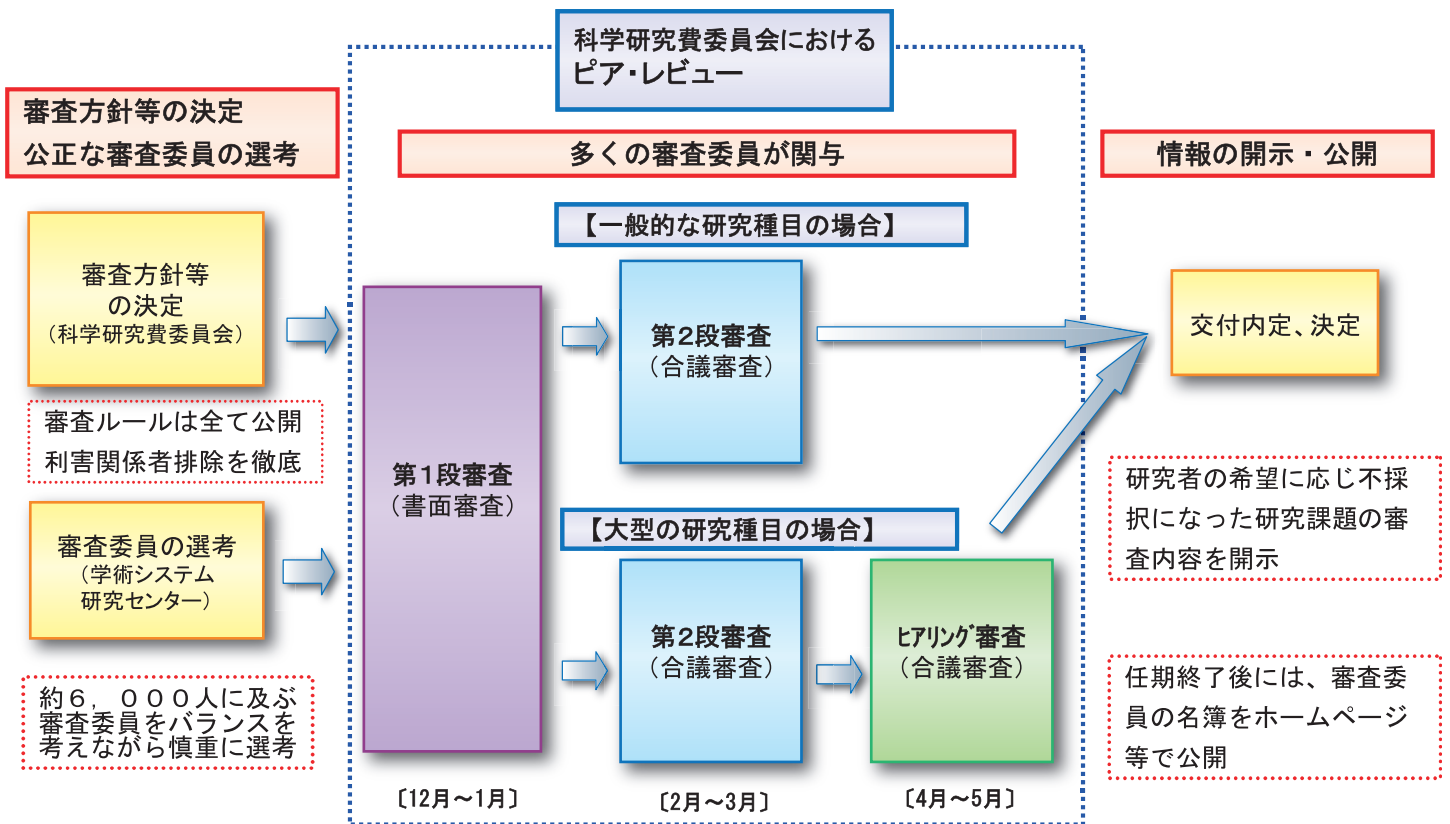 科学研究費委員会における
ピア・レビュー
審査方針等の決定
公正な審査委員の選考
多くの審査委員が関与
情報の開示・公開
審査方針等
の決定
（科学研究費委員会）
審査ルールは全て公開
利害関係者排除を徹底
審査委員の選考
（学術システム
研究センター）
約６，０００人に及ぶ
審査委員をバランスを
考えながら慎重に選考
第１段審査
（書面審査）
【一般的な研究種目の場合】
第２段審査
（合議審査）
【大型の研究種目の場合】
第２段審査
（合議審査）
ﾋｱﾘﾝｸﾞ審査
（合議審査）
〔12月～1月〕
〔2月～3月〕
〔4月～5月〕
交付内定、決定
研究者の希望に応じ不採
択になった研究課題の審
査内容を開示
任期終了後には、審査委
員の名簿をホームページ
等で公開